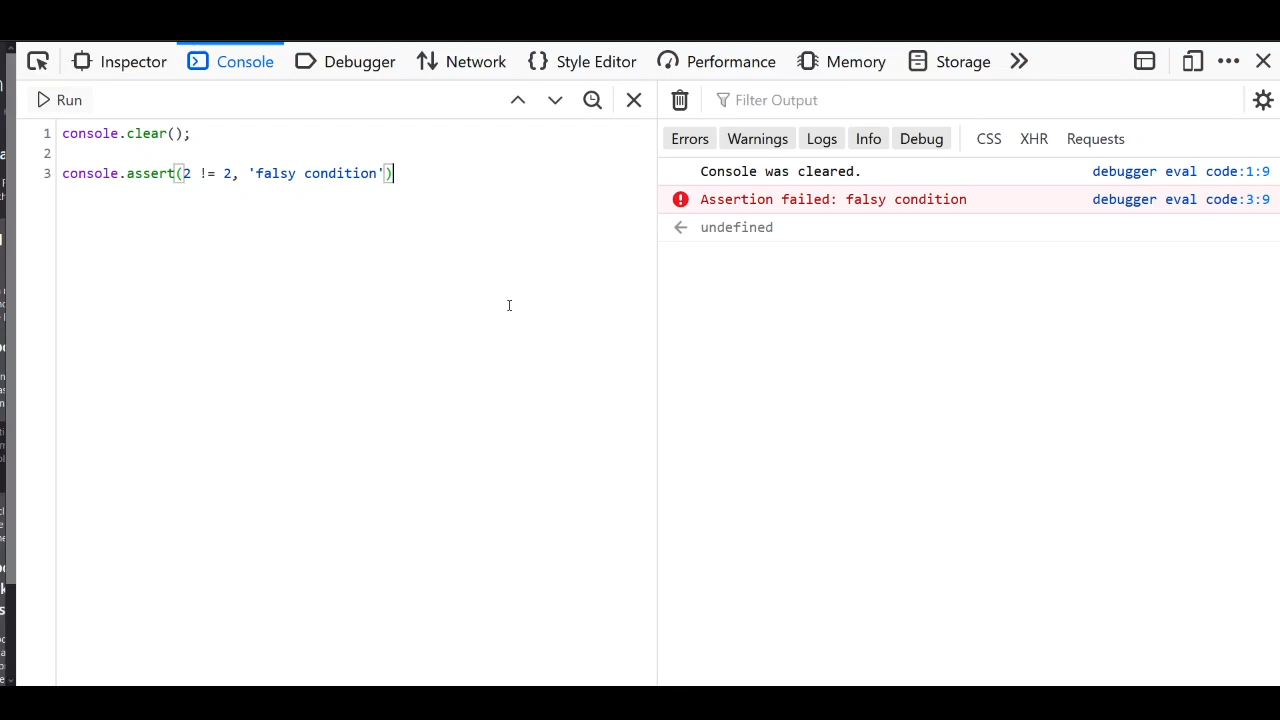 Inspector Console Debugger Network Style Editor Performance Memory Storage
Run
Filter Output
Errors Warnings Logs Info Debug CSS XHR Requests
1 console.clear();
2
3 console.assert(2 != 2, 'falsy condition')
Console was cleared. debugger eval code:1:9
Assertion failed: falsy condition debugger eval code:3:9
undefined